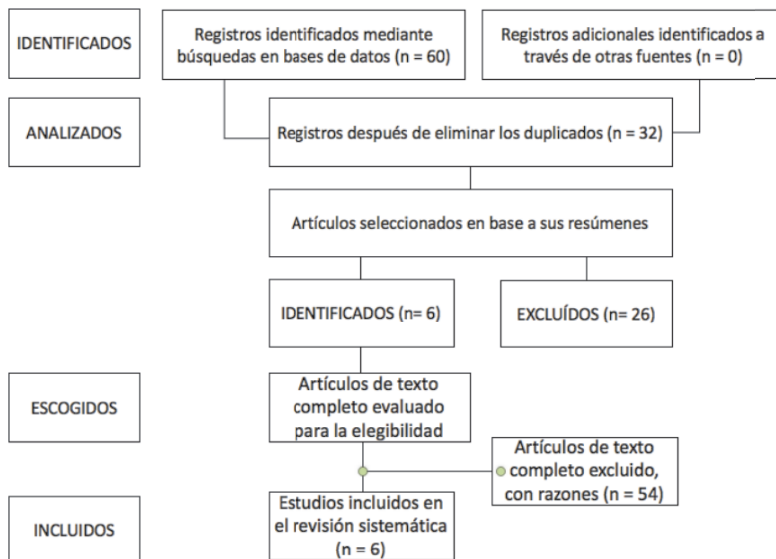 IDENTIFICADOS
Registros identificados mediante
búsquedas en bases de datos (n = 60)
Registros adicionales identificados a
través de otras fuentes (n = 0)
ANALIZADOS
Registros después de eliminar los duplicados (n = 32)
Artículos seleccionados en base a sus resúmenes
IDENTIFICADOS (n= 6)
EXCLUÍDOS (n= 26)
ESCOGIDOS
Artículos de texto
completo evaluado
para la elegibilidad
Artículos de texto
completo excluido,
con razones (n = 54)
INCLUIDOS
Estudios incluidos en
el revisión sistemática
(n = 6)